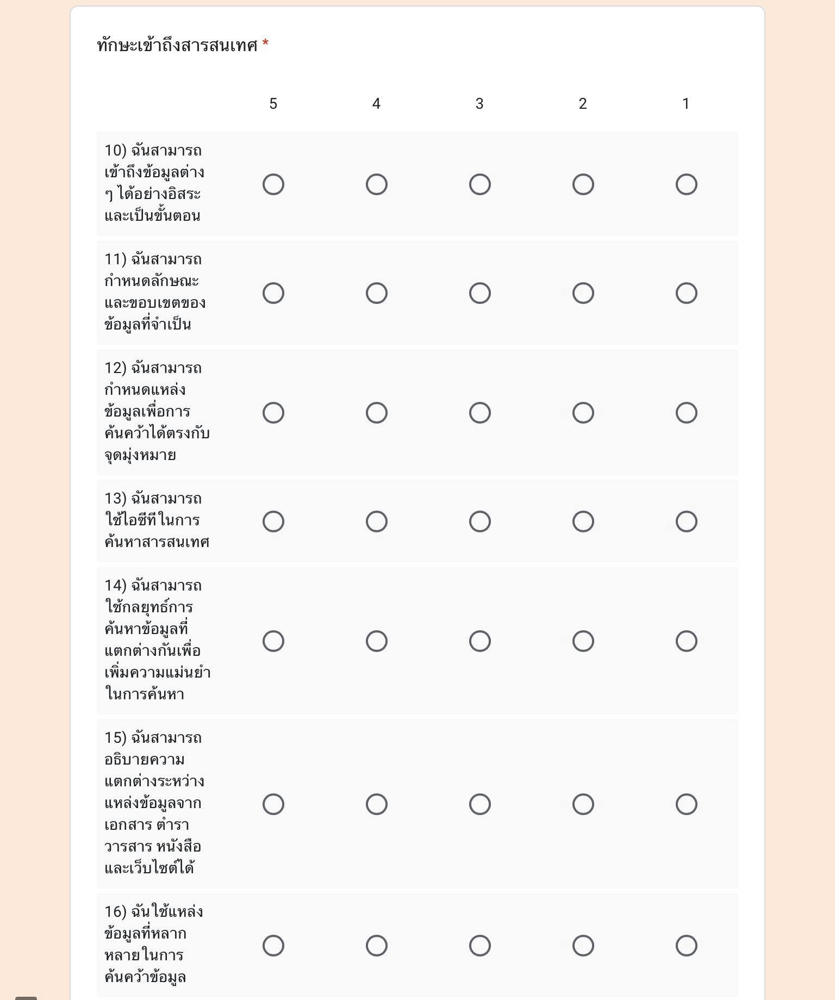 ทักษะเข้าถึงสารสนเทศ *
5 4 3 2 1
10) ฉันสามารถ
เข้าถึงข้อมูลต่าง
ๆ ได้อย่างอิสระ
และเป็นขั้นตอน
11) ฉันสามารถ
กำหนดลักษณะ
และขอบเขตของ
ข้อมูลที่จำเป็น
12) ฉันสามารถ
กำหนดแหล่ง
ข้อมูลเพื่อการ
ค้นคว้าได้ตรงกับ
จุดมุ่งหมาย
13) ฉันสามารถ
ใช้ไอซีทีในการ
ค้นหาสารสนเทศ
14) ฉันสามารถ
ใช้กลยุทธ์การ
ค้นหาข้อมูลที่
แตกต่างกันเพื่อ
เพิ่มความแม่นยำ
ในการค้นหา
15) ฉันสามารถ
อธิบายความ
แตกต่างระหว่าง
แหล่งข้อมูลจาก
เอกสาร ตำรา
วารสาร หนังสือ
และเว็บไซต์ได้
16) ฉันใช้แหล่ง
ข้อมูลที่หลาก
หลายในการ
ค้นคว้าข้อมูล